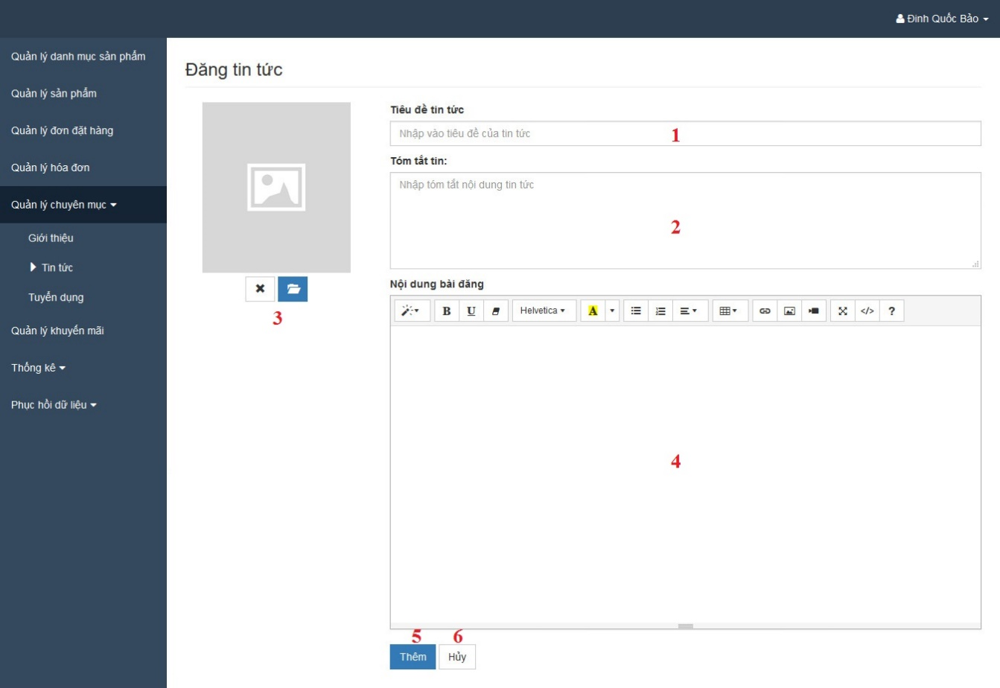 Đinh Quốc Bảo
Quản lý danh mục sản phẩm
Quản lý sản phẩm
Quản lý đơn đặt hàng
Quản lý hóa đơn
Quản lý chuyên mục
Giới thiệu
Tin tức
Tuyển dụng
Quản lý khuyến mãi
Thống kê
Phục hồi dữ liệu
Đăng tin tức
3
Tiêu đề tin tức
Nhập vào tiêu đề của tin tức 1
Tóm tắt tin:
Nhập tóm tắt nội dung tin tức
2
Nội dung bài đăng
B U Helvetica A </> ?
4
5 6
Thêm Hủy